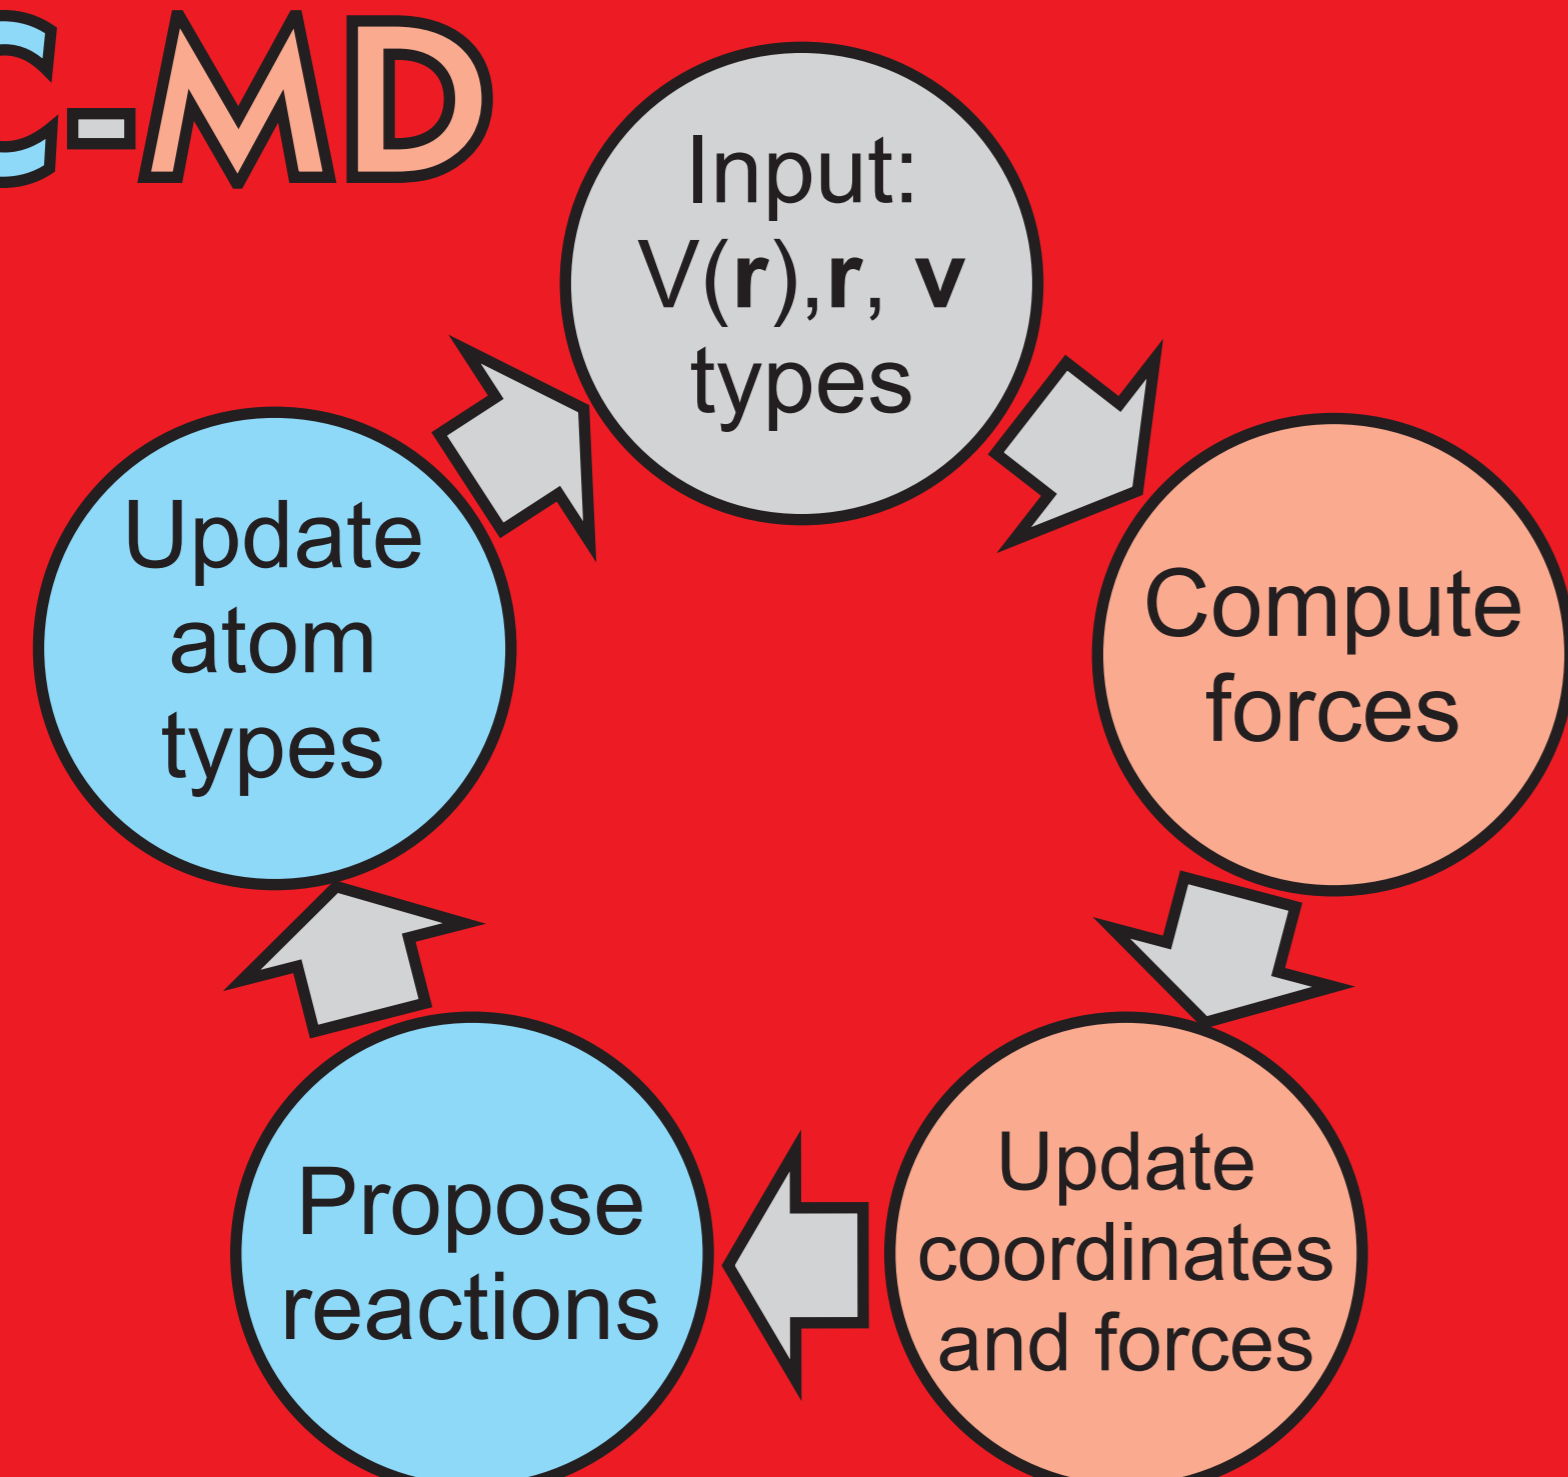 C-MD
Input:
V(r),r, v
types
Compute
forces
Update
coordinates
and forces
Propose
reactions
Update
atom
types